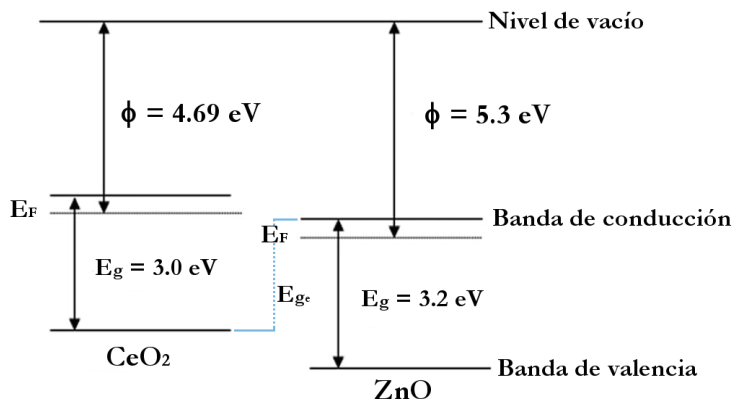 Nivel de vacío
ϕ = 4.69 eV
ϕ = 5.3 eV
EF
Banda de conducción
EF
Eg = 3.0 eV
Ege
Eg = 3.2 eV
CeO2
Banda de valencia
ZnO